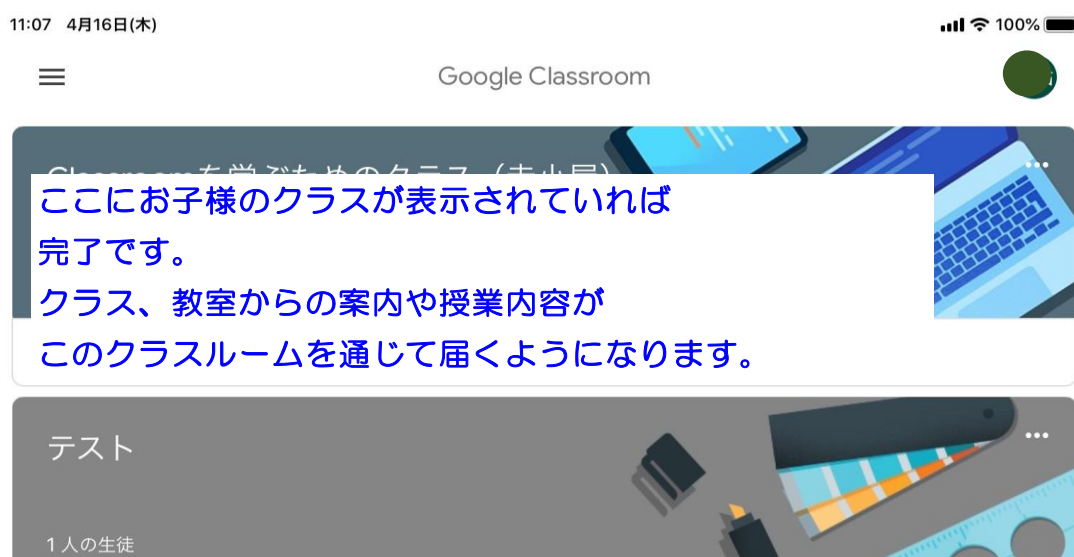 11:07 4月16日(木)
100%
Google Classroom
ここにお子様のクラスが表示されていれば
完了です。
クラス、教室からの案内や授業内容が
このクラスルームを通じて届くようになります。
テスト
1人の生徒